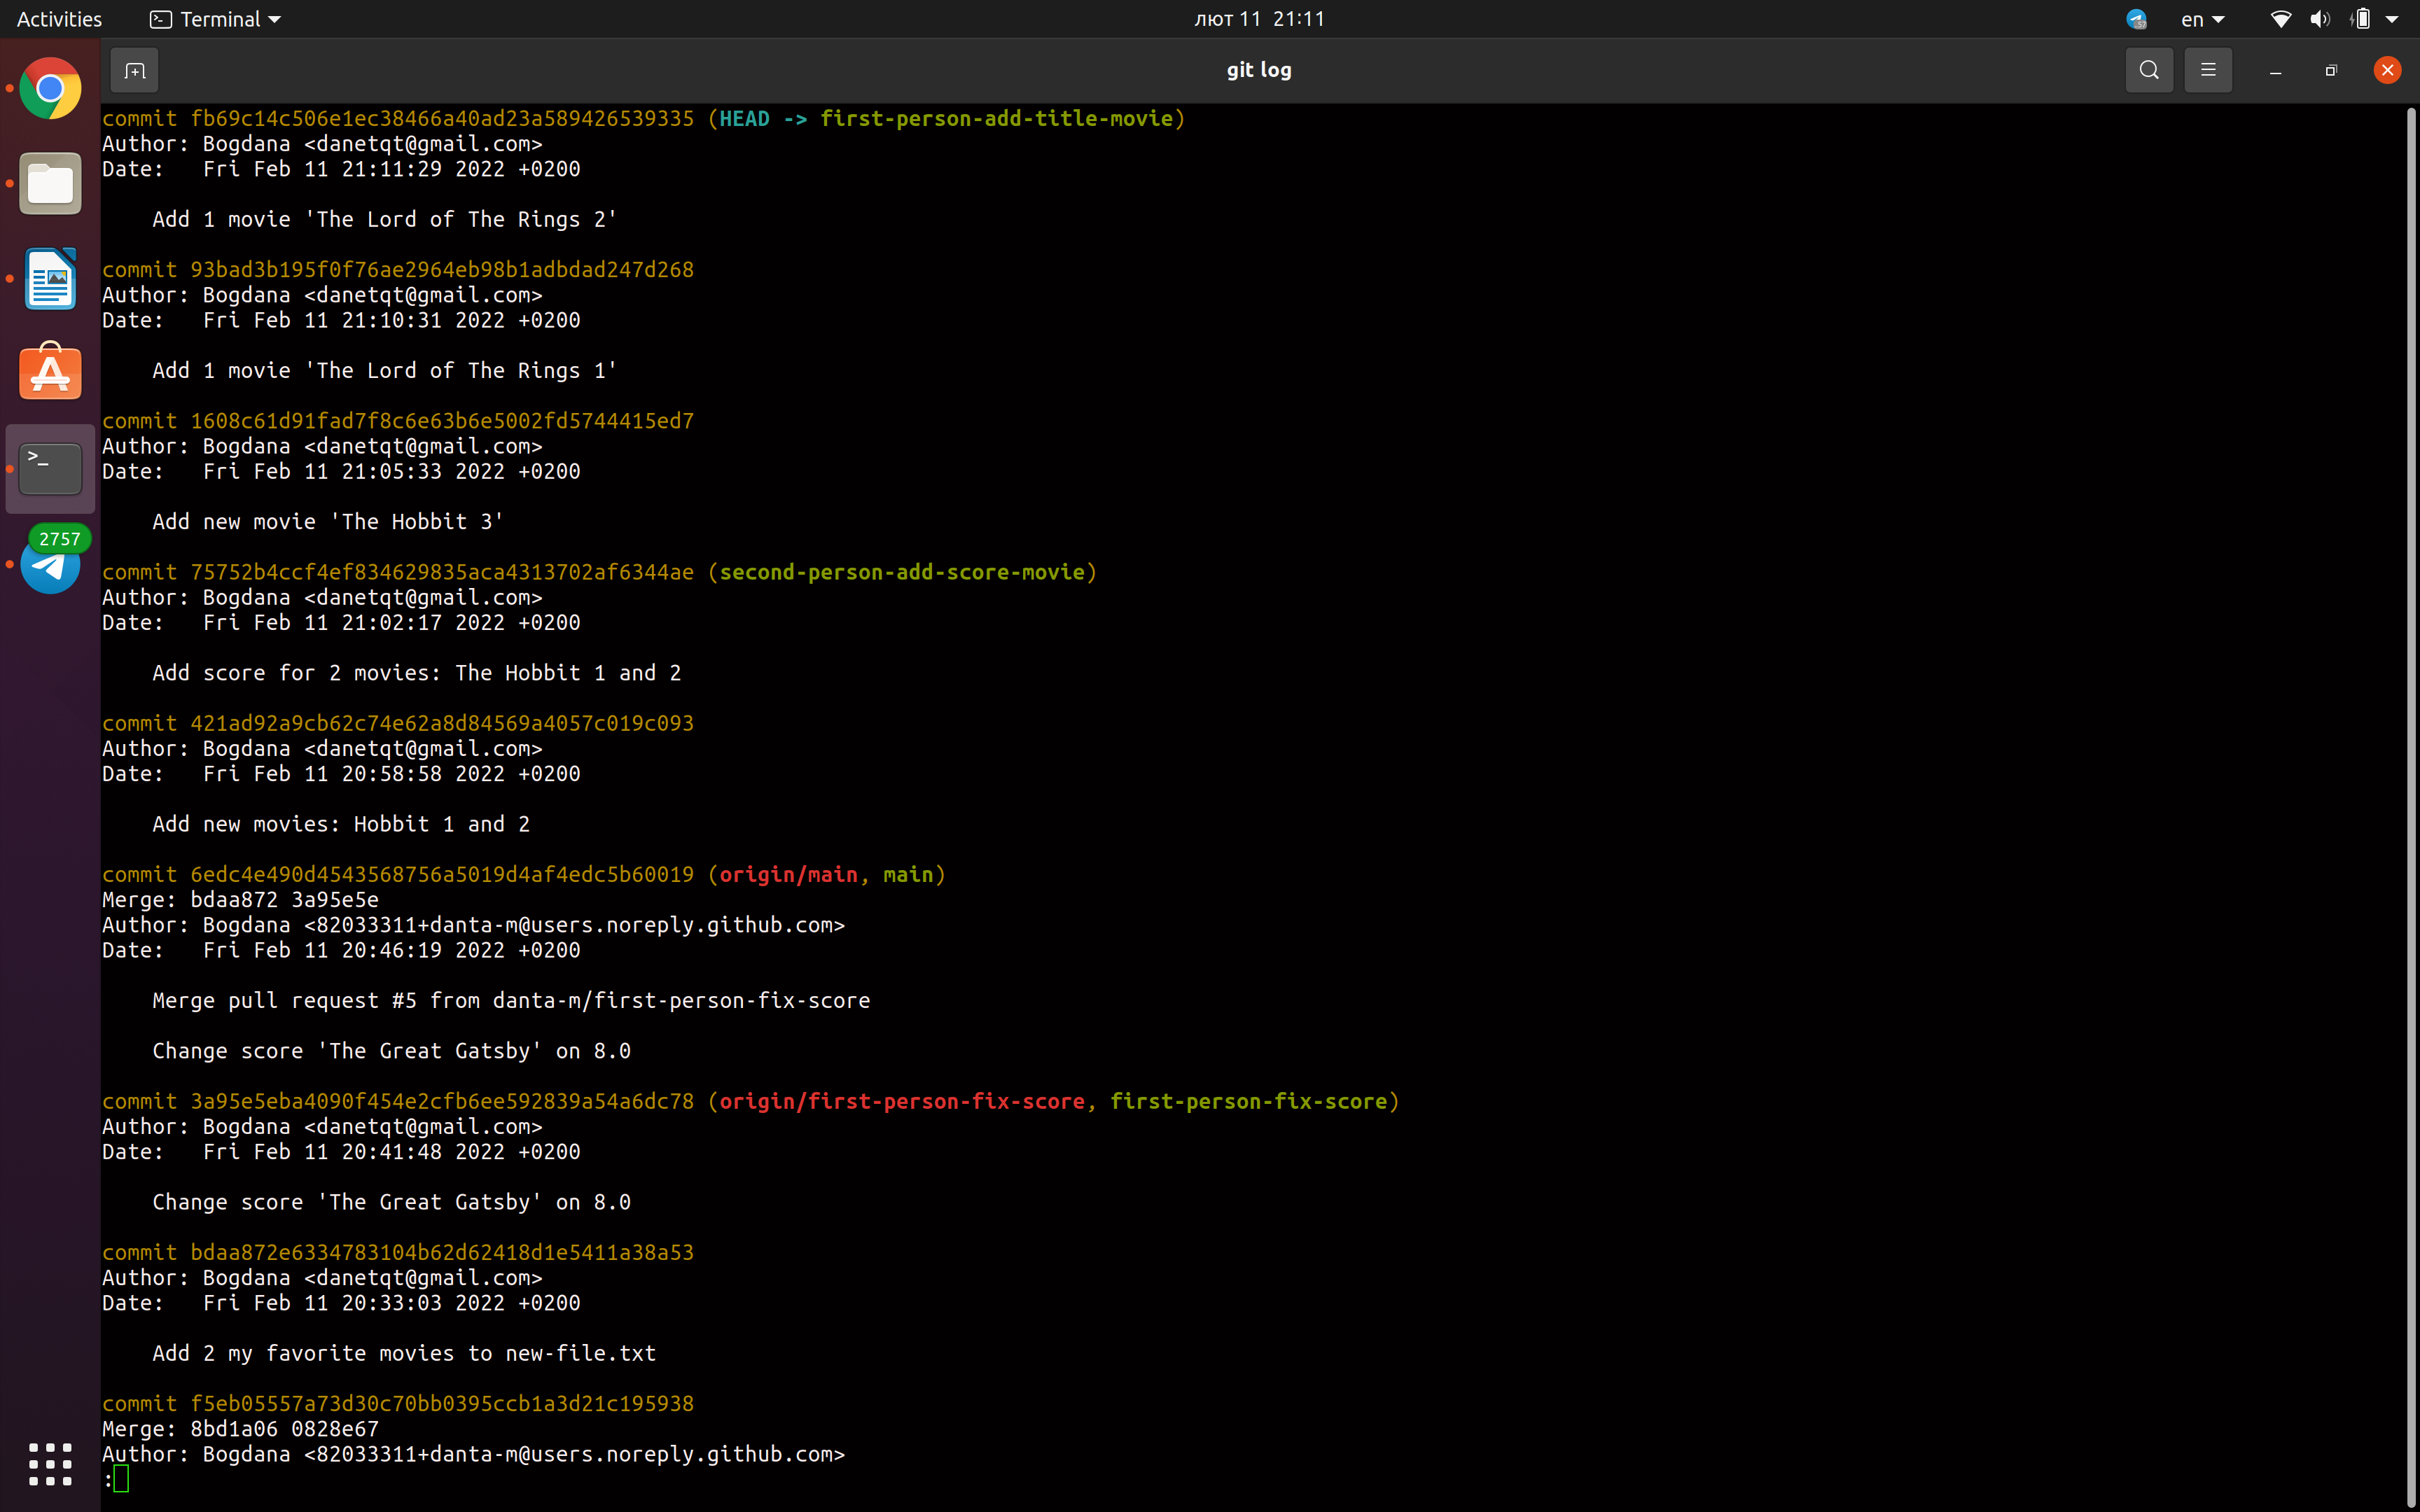 Activities
Terminal
лют 11 21:11
en
git log
commit fb69c14c506e1ec38466a40ad23a589426539335 (HEAD -> first-person-add-title-movie)
Author: Bogdana <danetqt@gmail.com>
Date:   Fri Feb 11 21:11:29 2022 +0200
Add 1 movie 'The Lord of The Rings 2'
commit 93bad3b195f0f76ae2964eb98b1adbdad247d268
Author: Bogdana <danetqt@gmail.com>
Date:   Fri Feb 11 21:10:31 2022 +0200
Add 1 movie 'The Lord of The Rings 1'
commit 1608c61d91fad7f8c6e63b6e5002fd5744415ed7
Author: Bogdana <danetqt@gmail.com>
Date:   Fri Feb 11 21:05:33 2022 +0200
Add new movie 'The Hobbit 3'
2757
commit 75752b4ccf4ef834629835aca4313702af6344ae (second-person-add-score-movie)
Author: Bogdana <danetqt@gmail.com>
Date:   Fri Feb 11 21:02:17 2022 +0200
Add score for 2 movies: The Hobbit 1 and 2
commit 421ad92a9cb62c74e62a8d84569a4057c019c093
Author: Bogdana <danetqt@gmail.com>
Date:   Fri Feb 11 20:58:58 2022 +0200
Add new movies: Hobbit 1 and 2
commit 6edc4e490d4543568756a5019d4af4edc5b60019 (origin/main, main)
Merge: bdaa872 3a95e5e
Author: Bogdana <82033311+danta-m@users.noreply.github.com>
Date:   Fri Feb 11 20:46:19 2022 +0200
Merge pull request #5 from danta-m/first-person-fix-score
Change score 'The Great Gatsby' on 8.0
commit 3a95e5eba4090f454e2cfb6ee592839a54a6dc78 (origin/first-person-fix-score, first-person-fix-score)
Author: Bogdana <danetqt@gmail.com>
Date:   Fri Feb 11 20:41:48 2022 +0200
Change score 'The Great Gatsby' on 8.0
commit bdaa872e6334783104b62d62418d1e5411a38a53
Author: Bogdana <danetqt@gmail.com>
Date:   Fri Feb 11 20:33:03 2022 +0200
Add 2 my favorite movies to new-file.txt
commit f5eb05557a73d30c70bb0395ccb1a3d21c195938
Merge: 8bd1a06 0828e67
Author: Bogdana <82033311+danta-m@users.noreply.github.com>
: